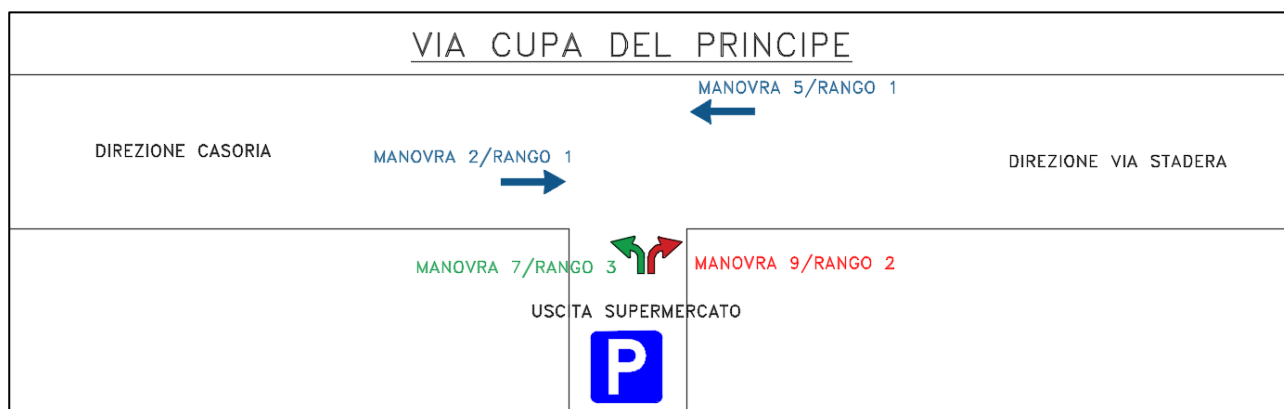 VIA CUPA DEL PRINCIPE
MANOVRA 5/RANGO 1
DIREZIONE CASORIA
MANOVRA 2/RANGO 1
DIREZIONE VIA STADERA
MANOVRA 7/RANGO 3
MANOVRA 9/RANGO 2
USCITA SUPERMERCATO
P